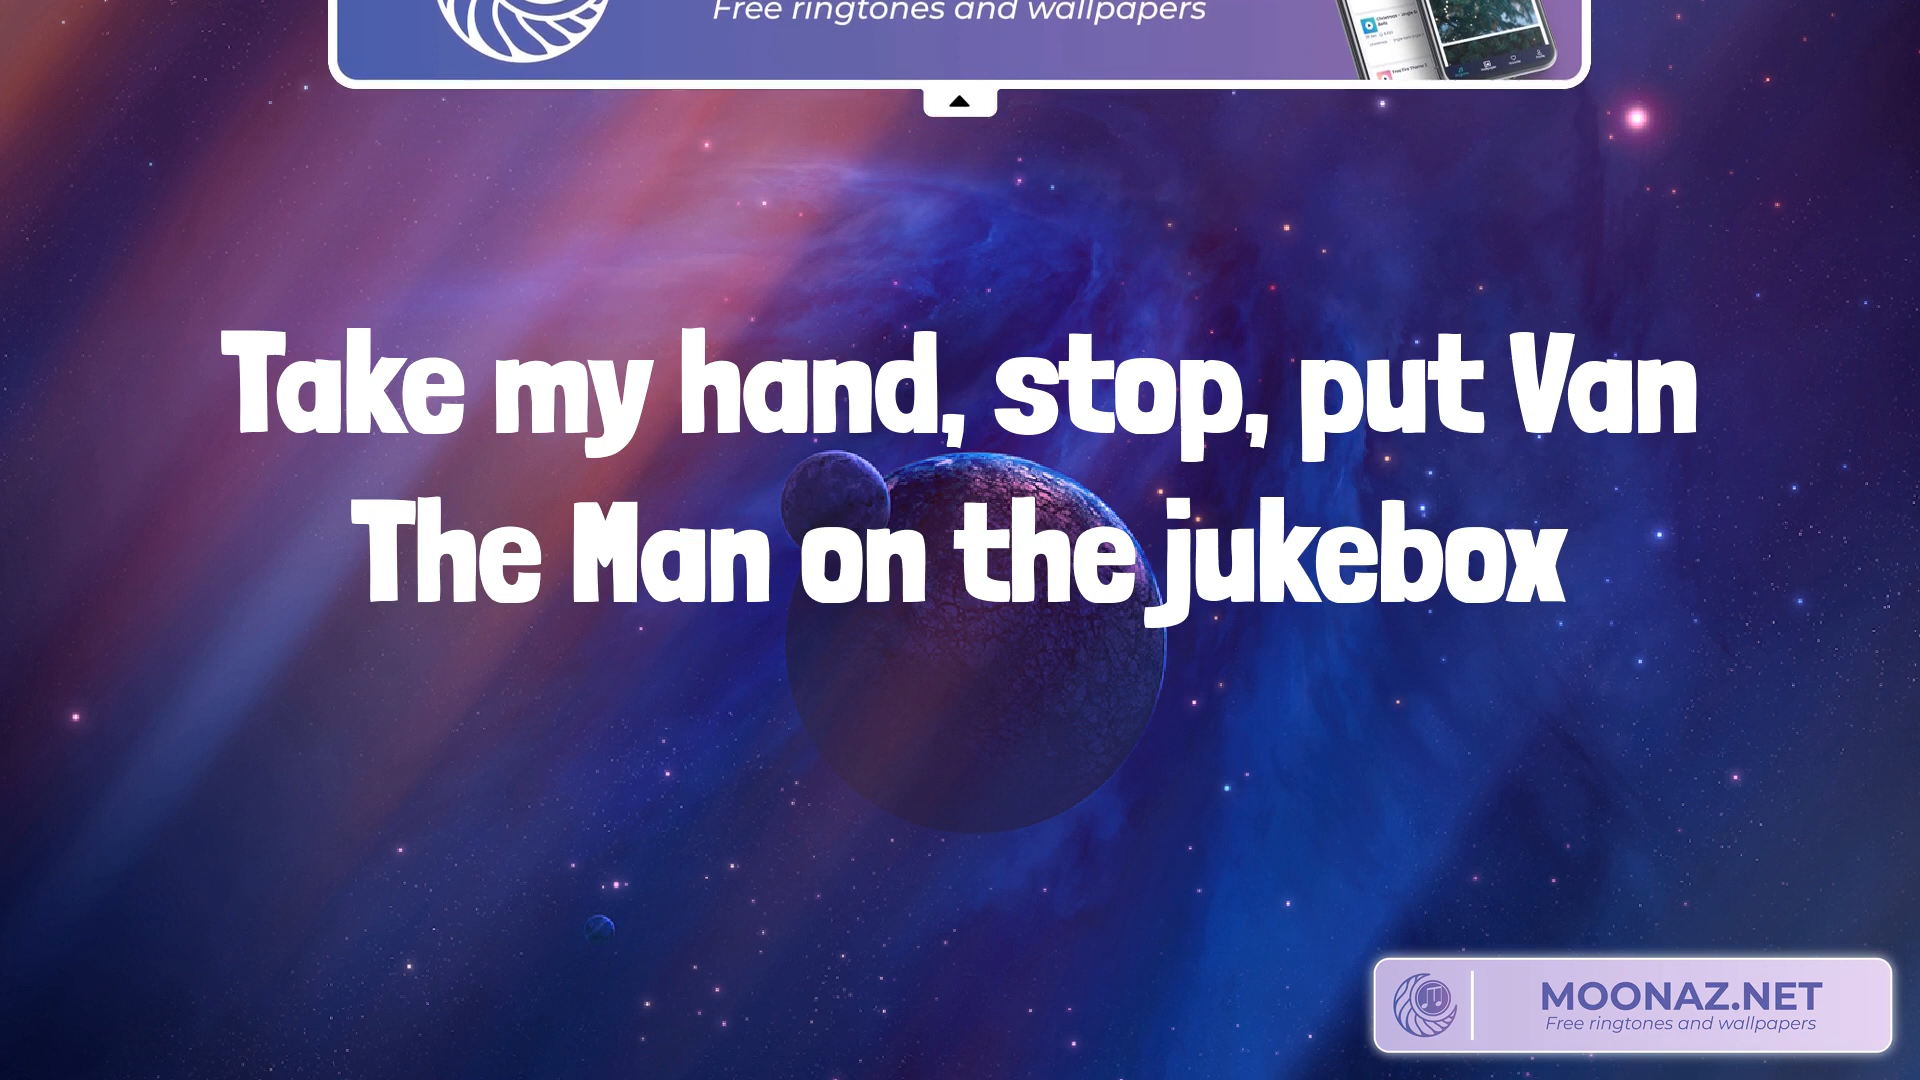 Free ringtones and wallpapers
Take my hand, stop, put Van
The Man on the jukebox
MOONAZ.NET
Free ringtones and wallpapers